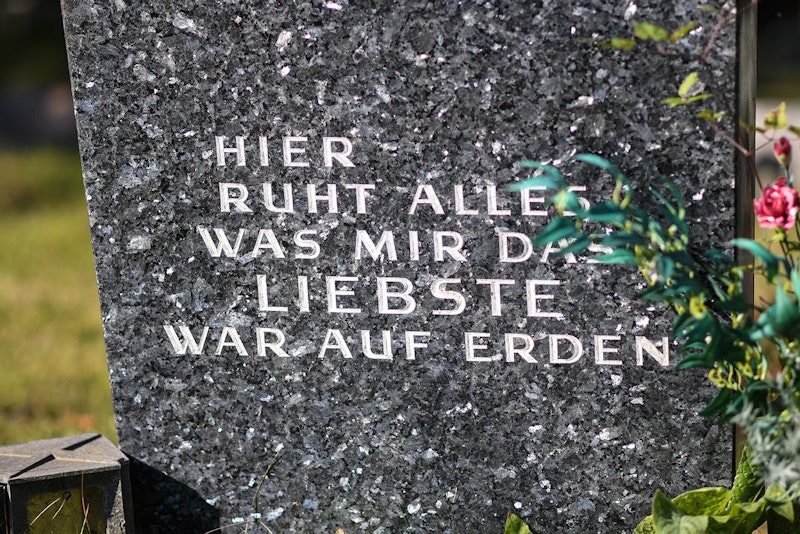 HIER
RUHT ALLES
WAS MIR DAS
LIEBSTE
WAR AUF ERDEN